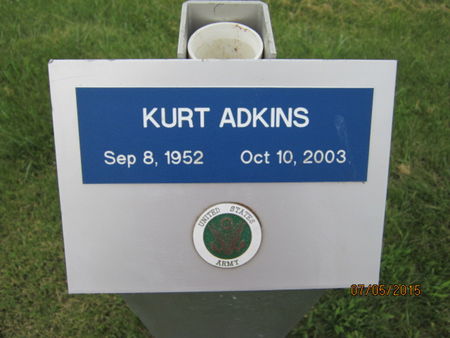 KURT ADKINS
Sep 8, 1952 Oct 10, 2003
UNITED STATES
ARMY
07/05/2015